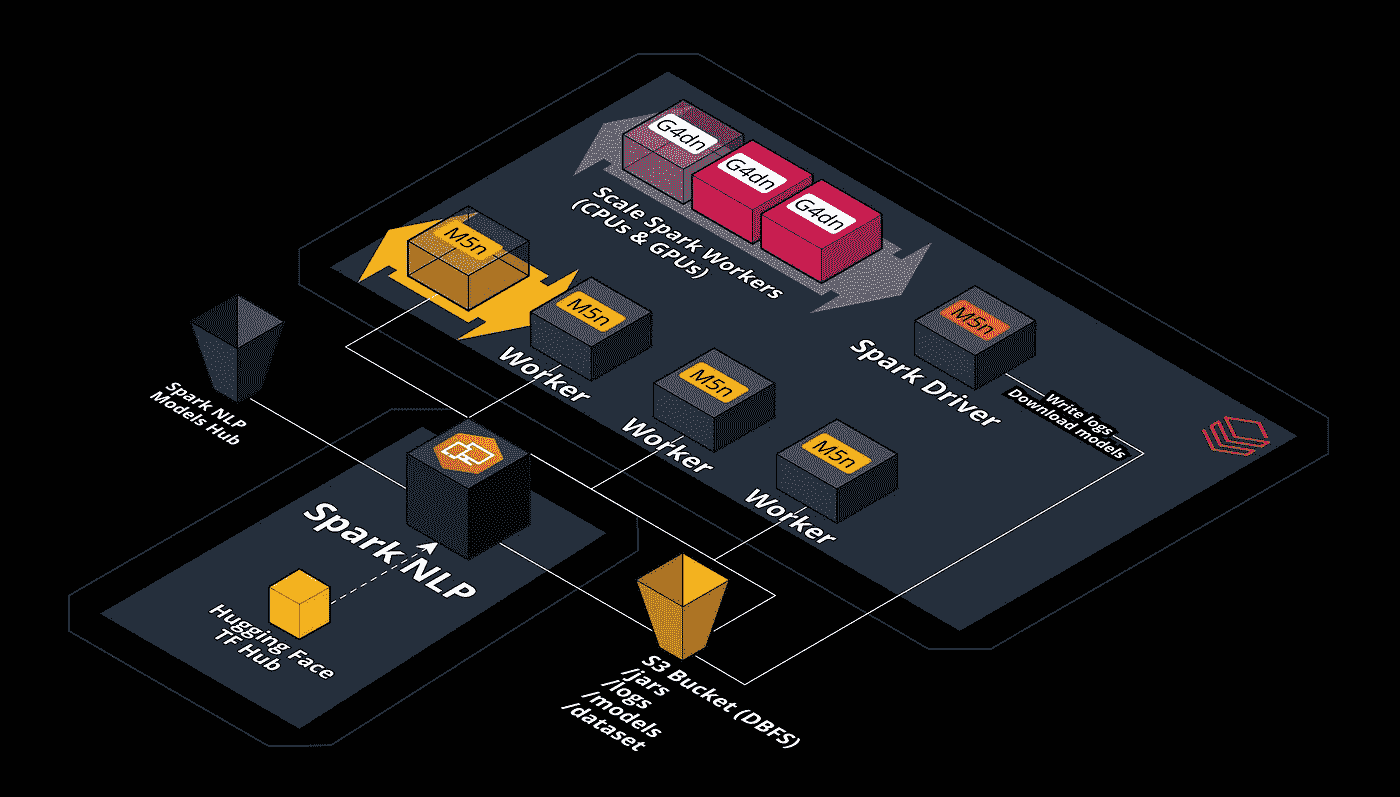 G4dn
G4dn
G4dn
Scale Spark Workers
(CPUs & GPUs)
M5n
M5n
Worker
M5n
Worker
M5n
Worker
M5n
Spark Driver
Write logs
Download models
Spark NLP
Models Hub
Spark NLP
Hugging Face
TF Hub
S3 Bucket (DBFS)
/jars
/logs
/models
/dataset